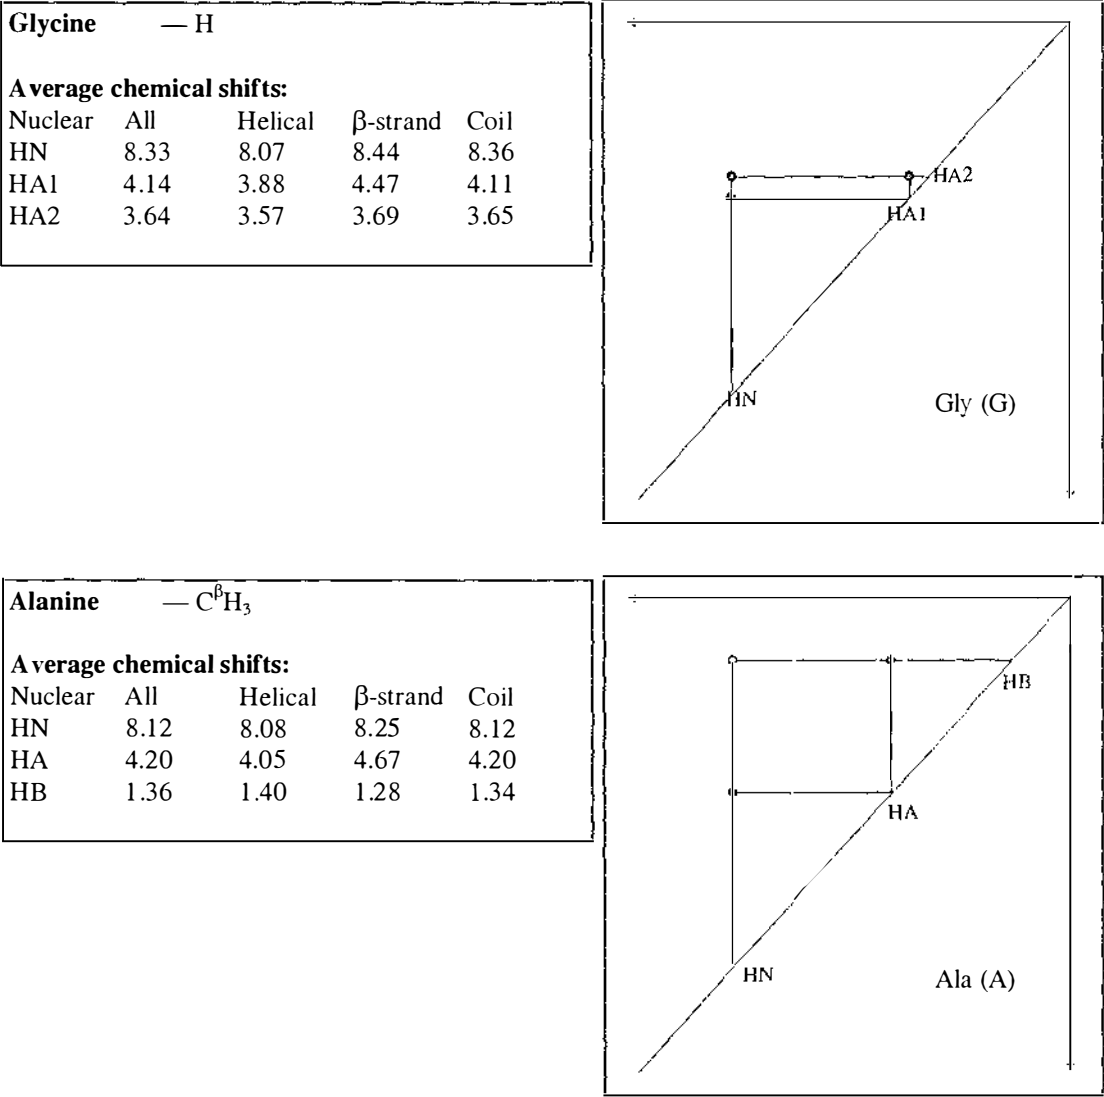 Glycine — H
Average chemical shifts:
Nuclear All Helical β-strand Coil
HN 8.33 8.07 8.44 8.36
HA1 4.14 3.88 4.47 4.11
HA2 3.64 3.57 3.69 3.65
HA2
HA1
HN
Gly (G)
Alanine — CᵝH₃
Average chemical shifts:
Nuclear All Helical β-strand Coil
HN 8.12 8.08 8.25 8.12
HA 4.20 4.05 4.67 4.20
HB 1.36 1.40 1.28 1.34
HB
HA
HN
Ala (A)